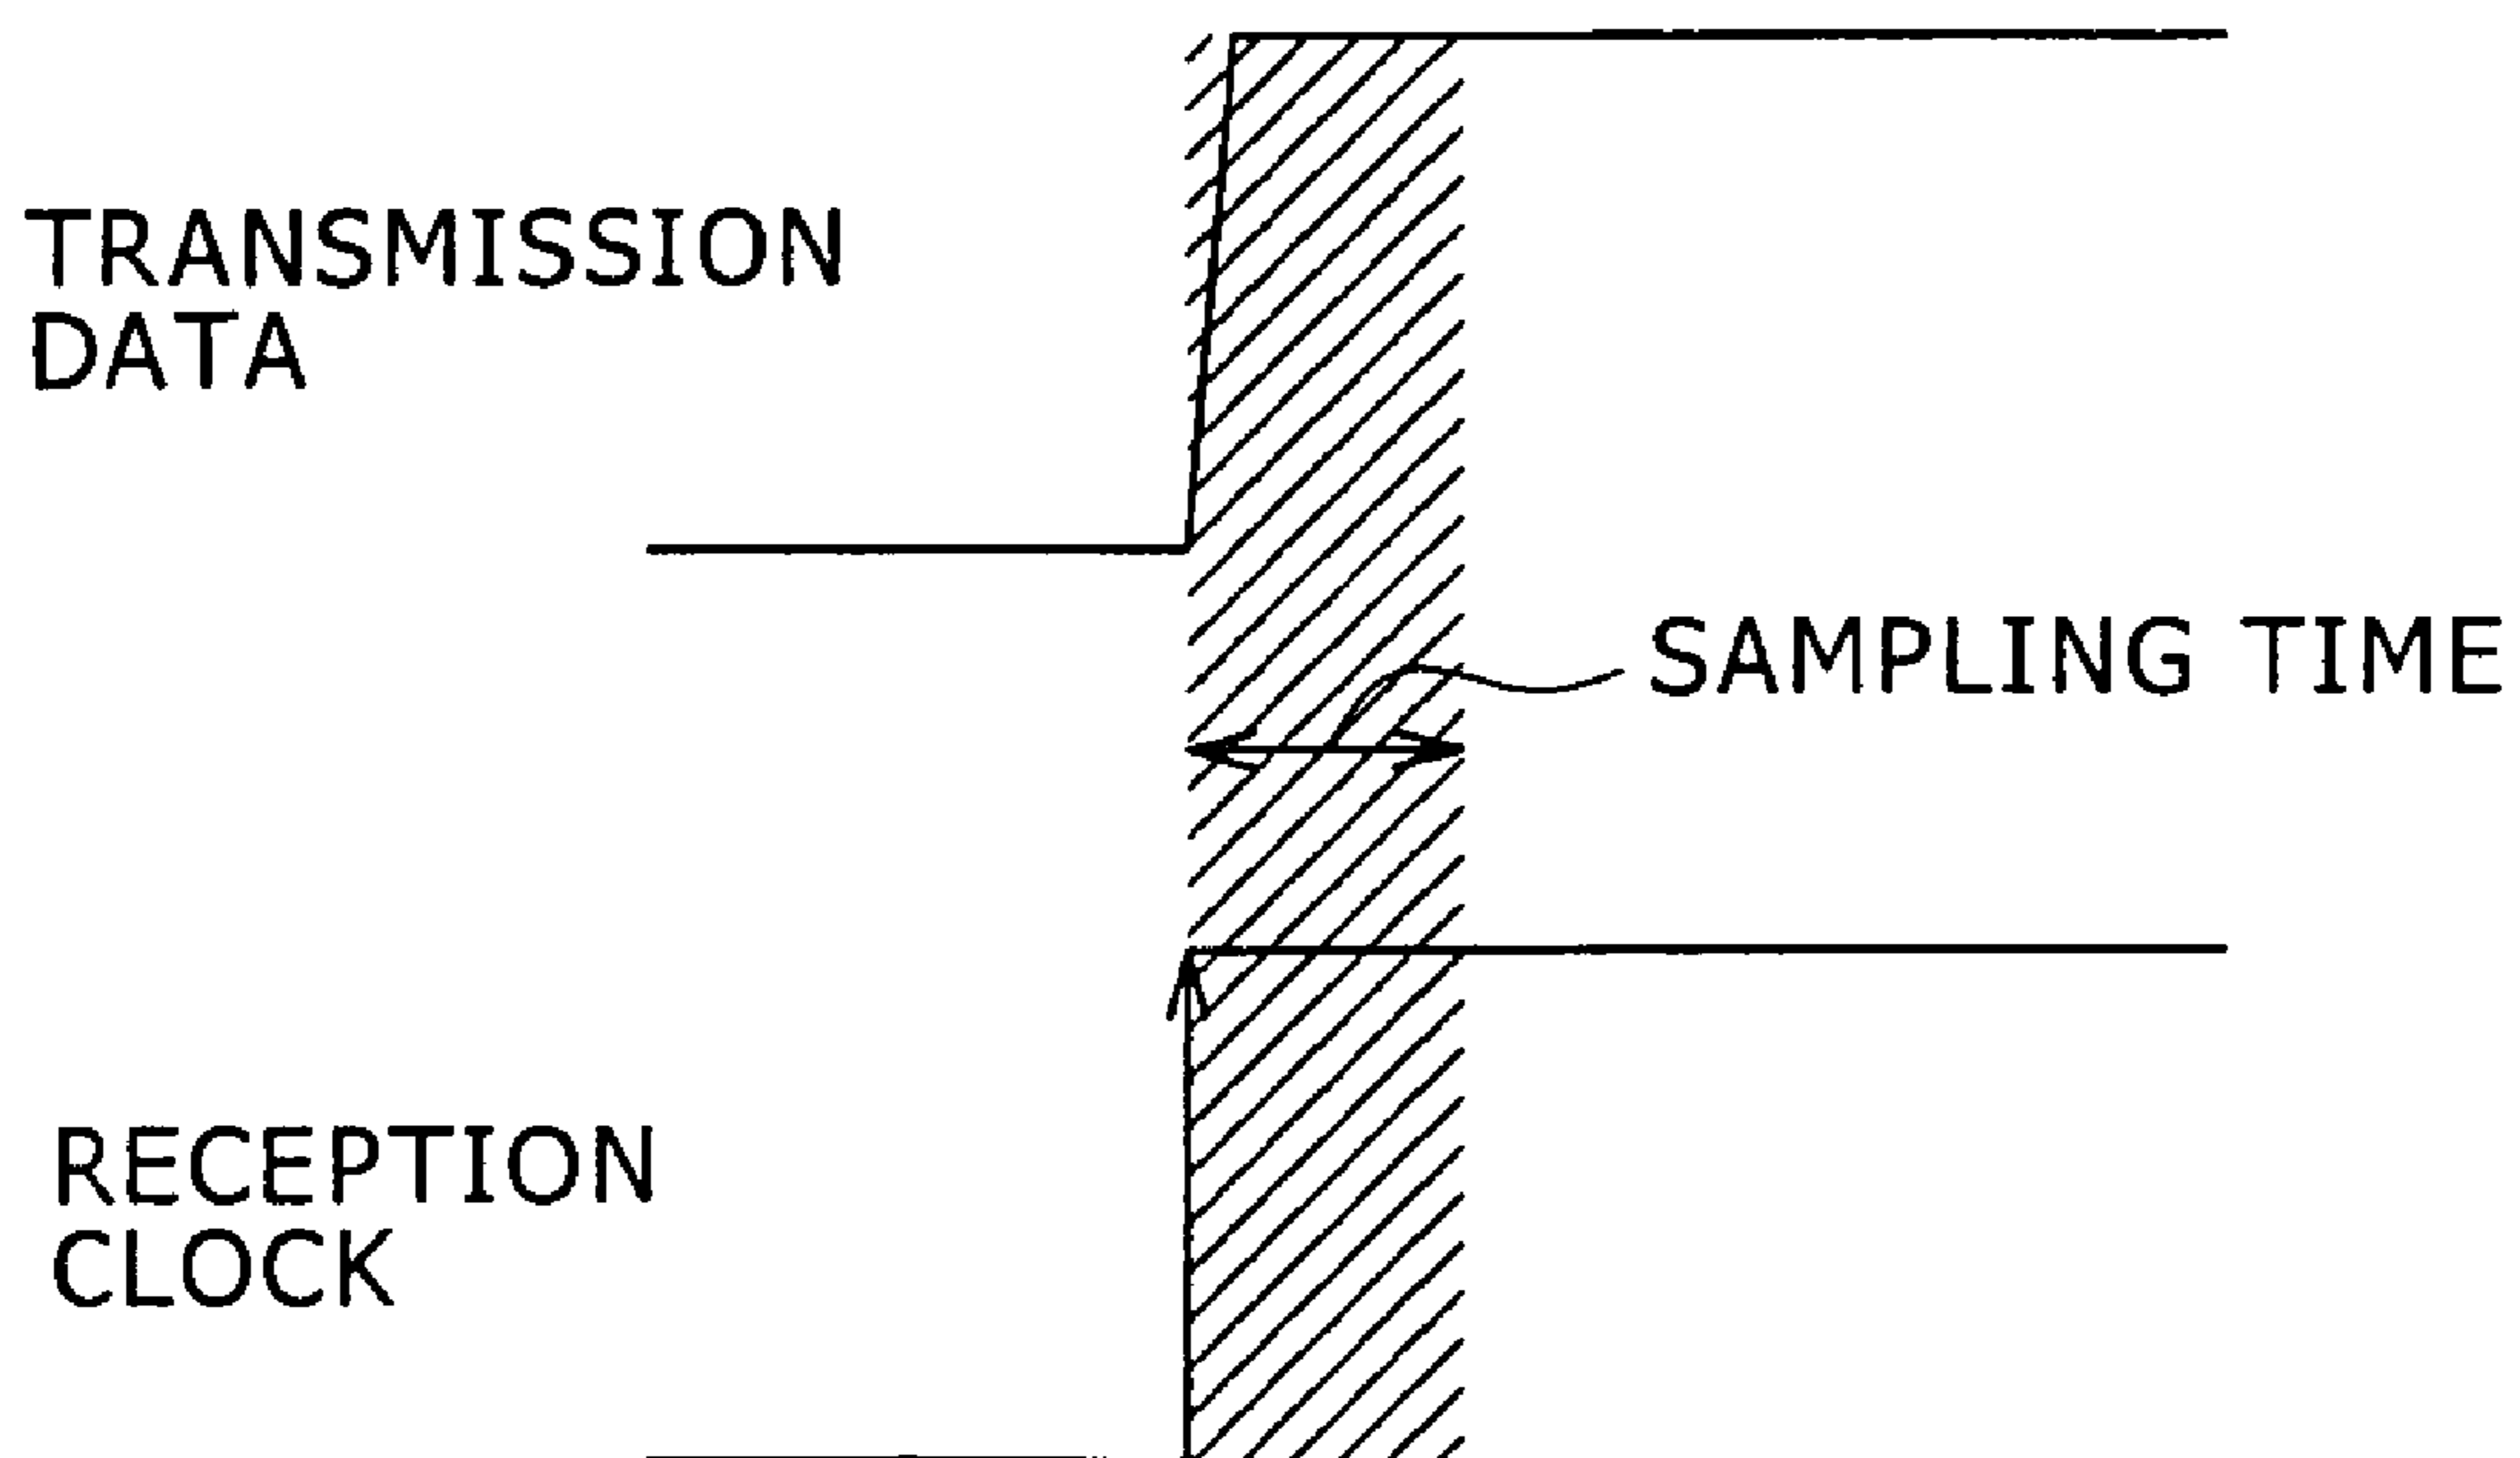 TRANSMISSION
DATA
SAMPLING TIME
RECEPTION
CLOCK